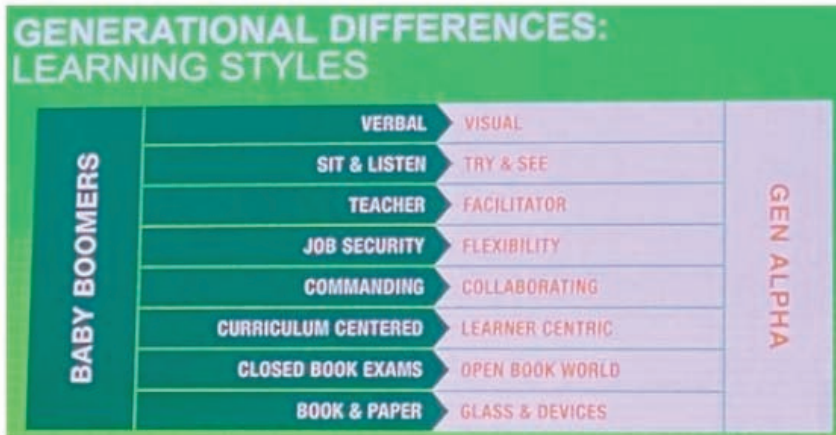 GENERATIONAL DIFFERENCES:
LEARNING STYLES
BABY BOOMERS
VERBAL VISUAL
SIT & LISTEN TRY & SEE
TEACHER FACILITATOR
JOB SECURITY FLEXIBILITY
COMMANDING COLLABORATING
CURRICULUM CENTERED LEARNER CENTRIC
CLOSED BOOK EXAMS OPEN BOOK WORLD
BOOK & PAPER GLASS & DEVICES
GEN ALPHA